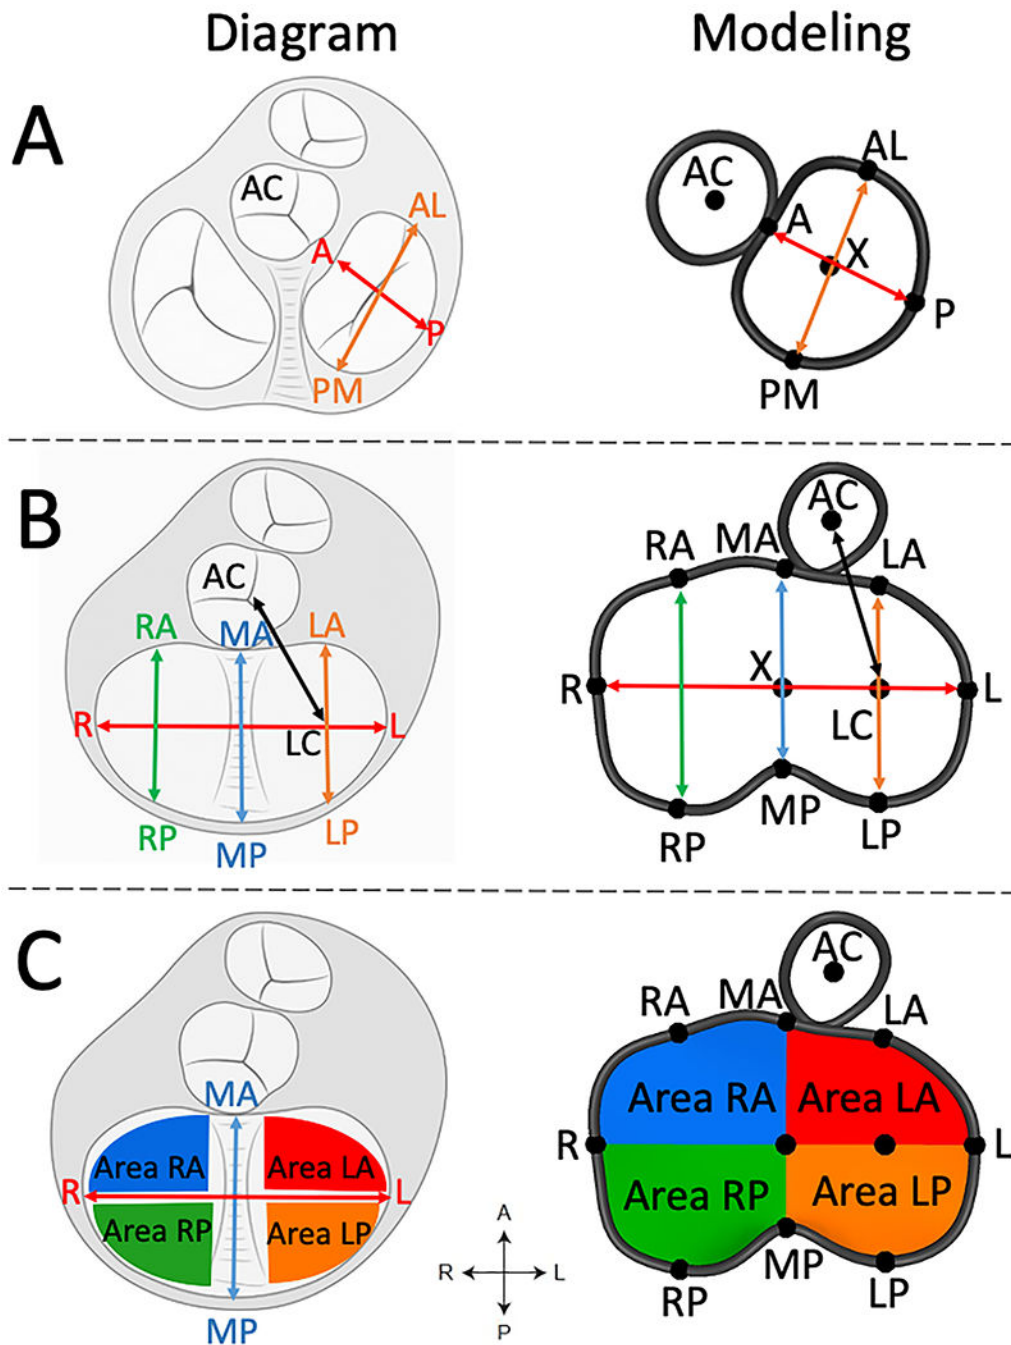 Diagram Modeling
A
AC
AL
A
P
PM
AC
AL
A
X
P
PM
B
AC
RA MA LA
R L
LC
RP LP
MP
AC
RA MA LA
R X L
LC
RP MP LP
C
MA
Area RA Area LA
R L
Area RP Area LP
MP
A
R L
P
AC
RA MA LA
Area RA Area LA
R L
Area RP Area LP
RP MP LP